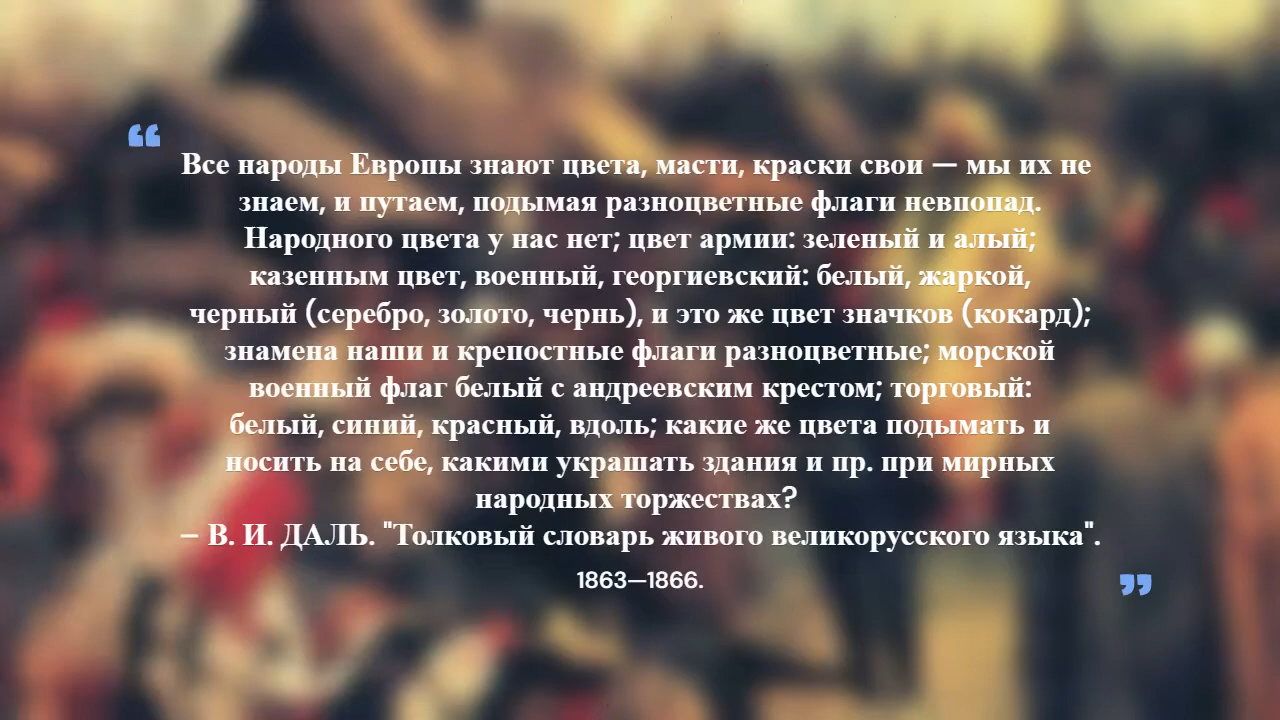 “
Все народы Европы знают цвета, масти, краски свои — мы их не
знаем, и путаем, подымая разноцветные флаги невпопад.
Народного цвета у нас нет; цвет армии: зеленый и алый;
казенным цвет, военный, георгиевский: белый, жаркой,
черный (серебро, золото, чернь), и это же цвет значков (кокард);
знамена наши и крепостные флаги разноцветные; морской
военный флаг белый с андреевским крестом; торговый:
белый, синий, красный, вдоль; какие же цвета подымать и
носить на себе, какими украшать здания и пр. при мирных
народных торжествах?
– В. И. ДАЛЬ. "Толковый словарь живого великорусского языка".
1863—1866.
”